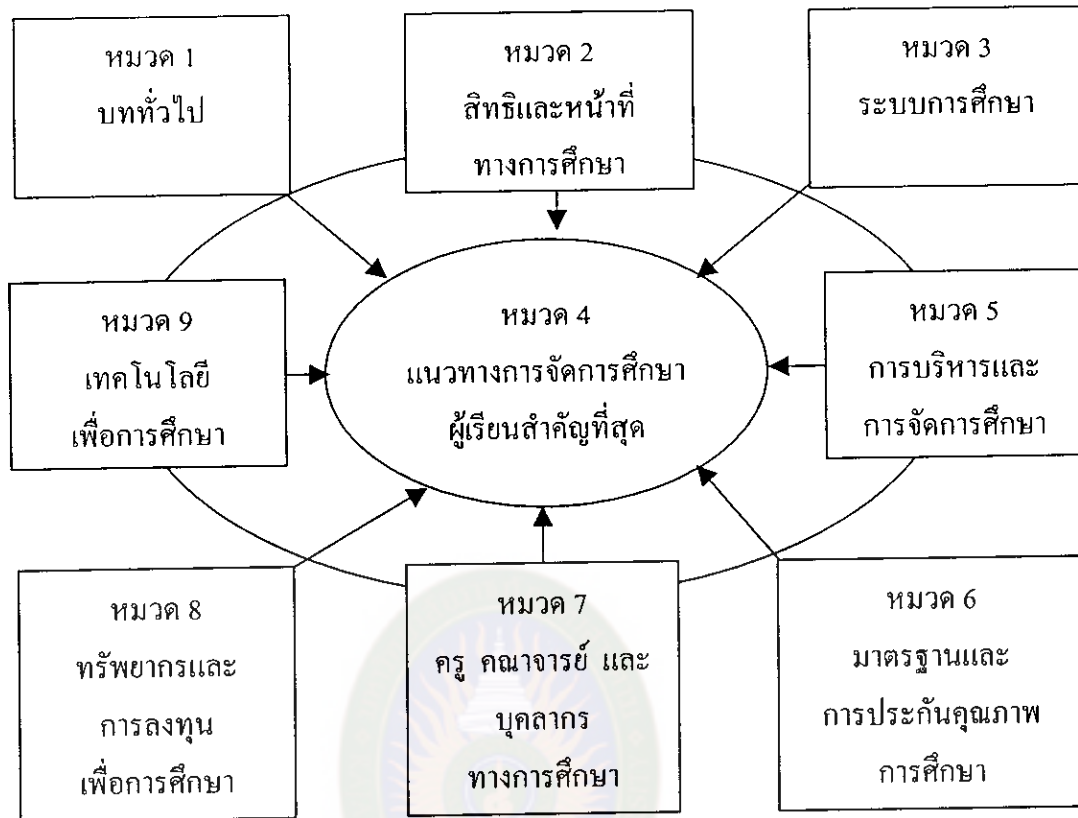 หมวด 1
บททั่วไป
หมวด 2
สิทธิและหน้าที่
ทางการศึกษา
หมวด 3
ระบบการศึกษา
หมวด 9
เทคโนโลยี
เพื่อการศึกษา
หมวด 4
แนวทางการจัดการศึกษา
ผู้เรียนสำคัญที่สุด
หมวด 5
การบริหารและ
การจัดการศึกษา
หมวด 8
ทรัพยากรและ
การลงทุน
เพื่อการศึกษา
หมวด 7
ครู คณาจารย์ และ
บุคลากร
ทางการศึกษา
หมวด 6
มาตรฐานและ
การประกันคุณภาพ
การศึกษา